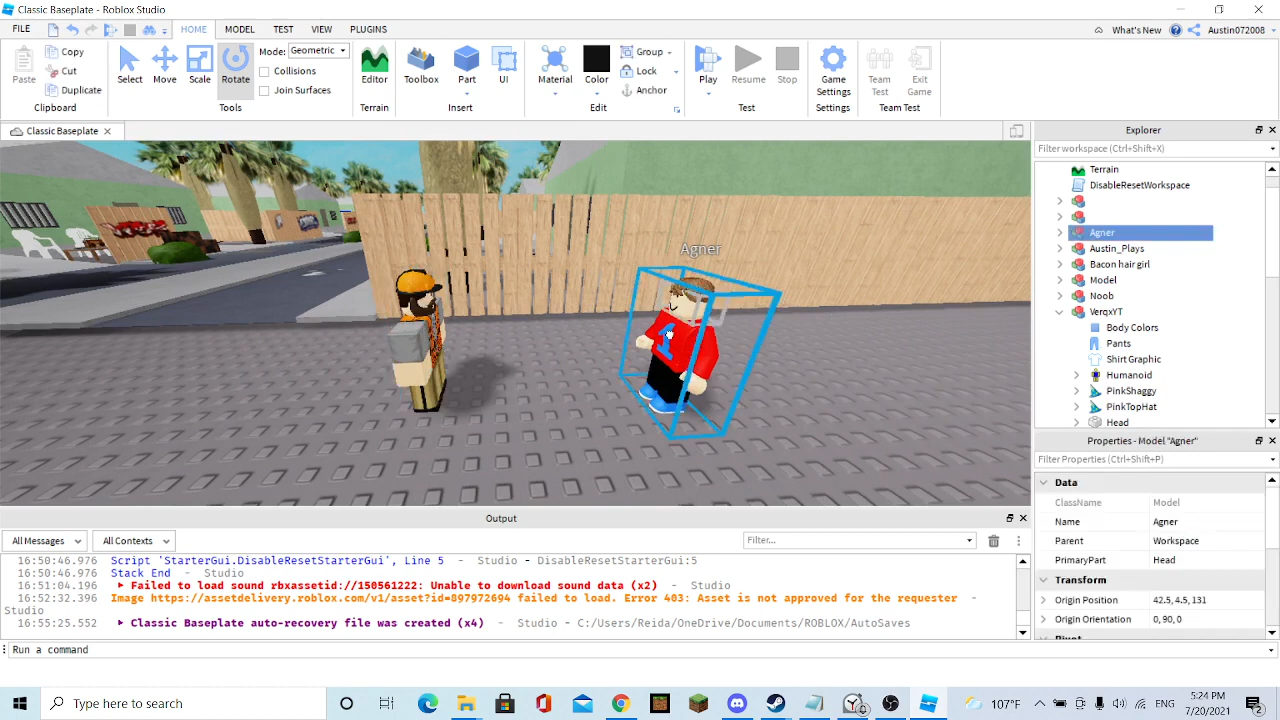 Classic Baseplate - Roblox Studio
FILE HOME MODEL TEST VIEW PLUGINS What's New Austin072008
Paste Copy Cut Duplicate Clipboard
Select Move Scale Rotate Mode: Geometric Collisions Join Surfaces Tools
Editor Terrain
Toolbox Part UI Insert
Material Color Group Lock Anchor Edit
Play Resume Stop Test
Game Settings Settings
Team Test Exit Game Team Test
Classic Baseplate
Agner
1
Explorer
Filter workspace (Ctrl+Shift+X)
Terrain
DisableResetWorkspace
Agner
Austin_Plays
Bacon hair girl
Model
Noob
VerqxYT
Body Colors
Pants
Shirt Graphic
Humanoid
PinkShaggy
PinkTopHat
Head
Properties - Model "Agner"
Filter Properties (Ctrl+Shift+P)
Data
ClassName Model
Name Agner
Parent Workspace
PrimaryPart Head
Transform
Origin Position 42.5, 4.5, 131
Origin Orientation 0, 90, 0
Pivot
Output
All Messages All Contexts Filter...
16:50:46.976 Script 'StarterGui.DisableResetStarterGui', Line 5 - Studio - DisableResetStarterGui:5
16:50:46.976 Stack End - Studio
16:51:04.196 Failed to load sound rbxassetid://150561222: Unable to download sound data (x2) - Studio
16:52:32.396 Image https://assetdelivery.roblox.com/v1/asset?id=897972694 failed to load. Error 403: Asset is not approved for the requester -
Studio
16:55:25.552 Classic Baseplate auto-recovery file was created (x4) - Studio - C:/Users/Reida/OneDrive/Documents/ROBLOX/AutoSaves
Run a command
Type here to search
107°F ENG 7:24 PM
7/20/2021 2